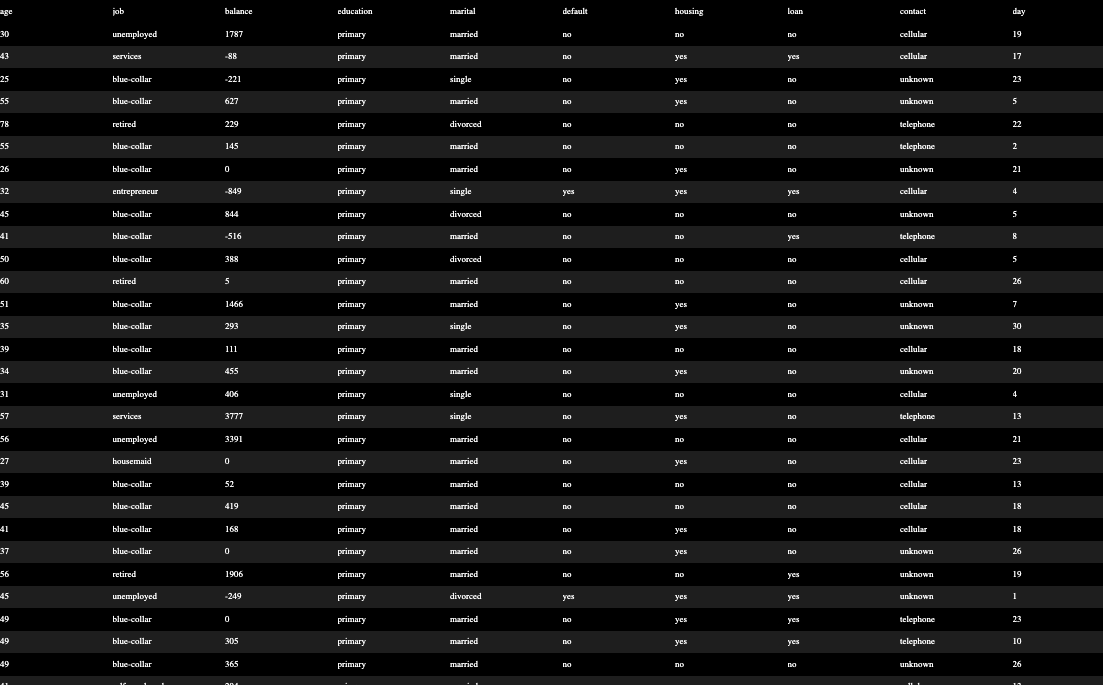 age job balance education marital default housing loan contact day
30 unemployed 1787 primary married no no no cellular 19
43 services -88 primary married no yes yes cellular 17
25 blue-collar -221 primary single no yes no unknown 23
55 blue-collar 627 primary married no yes no unknown 5
78 retired 229 primary divorced no no no telephone 22
55 blue-collar 145 primary married no no no telephone 2
26 blue-collar 0 primary married no yes no unknown 21
32 entrepreneur -849 primary single yes yes yes cellular 4
45 blue-collar 844 primary divorced no no no unknown 5
41 blue-collar -516 primary married no no yes telephone 8
50 blue-collar 388 primary divorced no no no cellular 5
60 retired 5 primary married no no no cellular 26
51 blue-collar 1466 primary married no yes no unknown 7
35 blue-collar 293 primary single no yes no unknown 30
39 blue-collar 111 primary married no no no cellular 18
34 blue-collar 455 primary married no yes no unknown 20
31 unemployed 406 primary single no no no cellular 4
57 services 3777 primary single no yes no telephone 13
56 unemployed 3391 primary married no no no cellular 21
27 housemaid 0 primary married no yes no cellular 23
39 blue-collar 52 primary married no no no cellular 13
45 blue-collar 419 primary married no no no cellular 18
41 blue-collar 168 primary married no yes no cellular 18
37 blue-collar 0 primary married no yes no unknown 26
56 retired 1906 primary married no no yes unknown 19
45 unemployed -249 primary divorced yes yes yes unknown 1
49 blue-collar 0 primary married no yes yes telephone 23
49 blue-collar 305 primary married no yes yes telephone 10
49 blue-collar 365 primary married no no no unknown 26